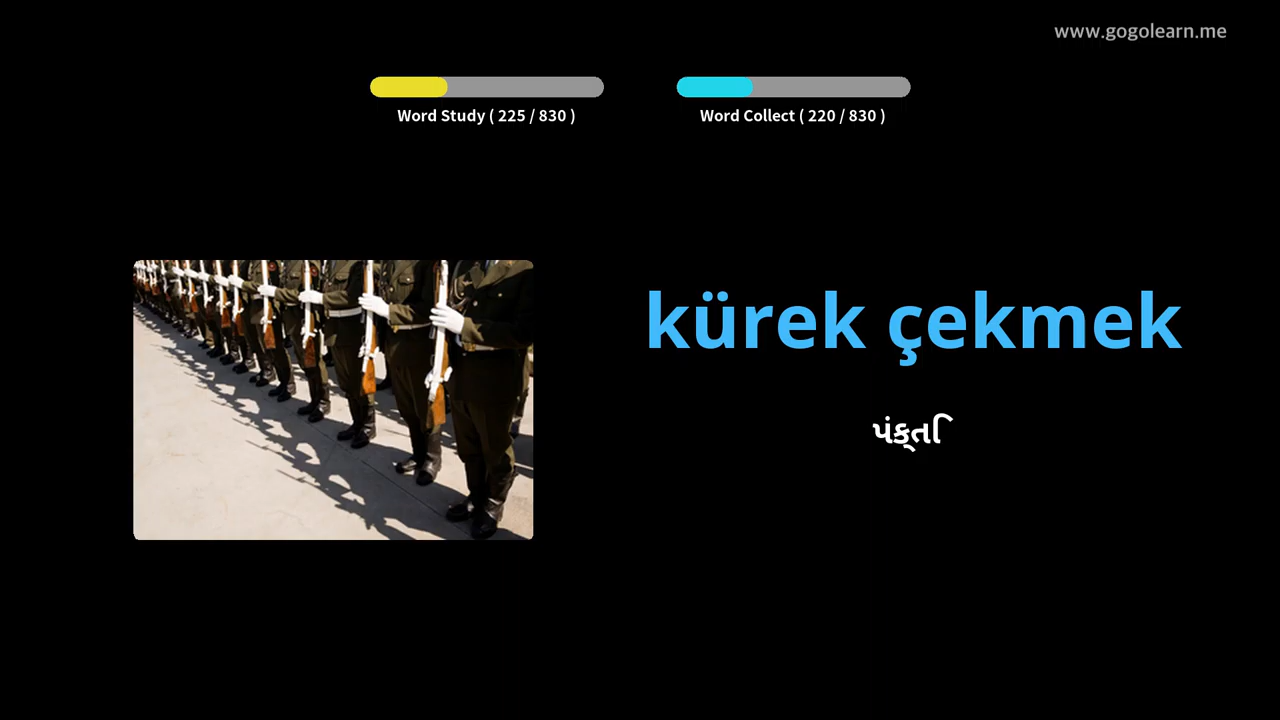 www.gogolearn.me
Word Study ( 225 / 830 )
Word Collect ( 220 / 830 )
kürek çekmek
પંક્તિ